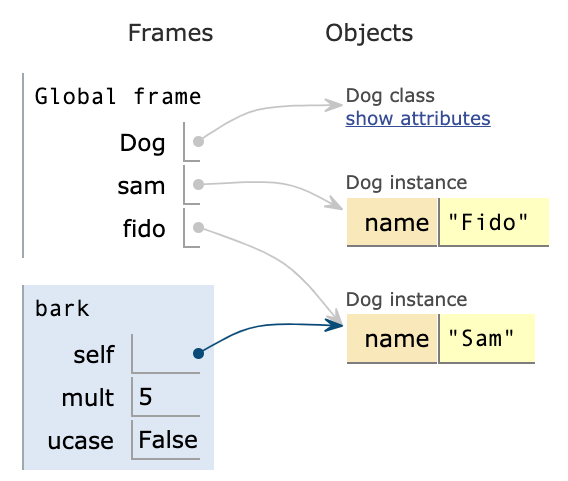 Frames Objects
Global frame
Dog
sam
fido
Dog class
show attributes
Dog instance
name "Fido"
Dog instance
name "Sam"
bark
self
mult 5
ucase False